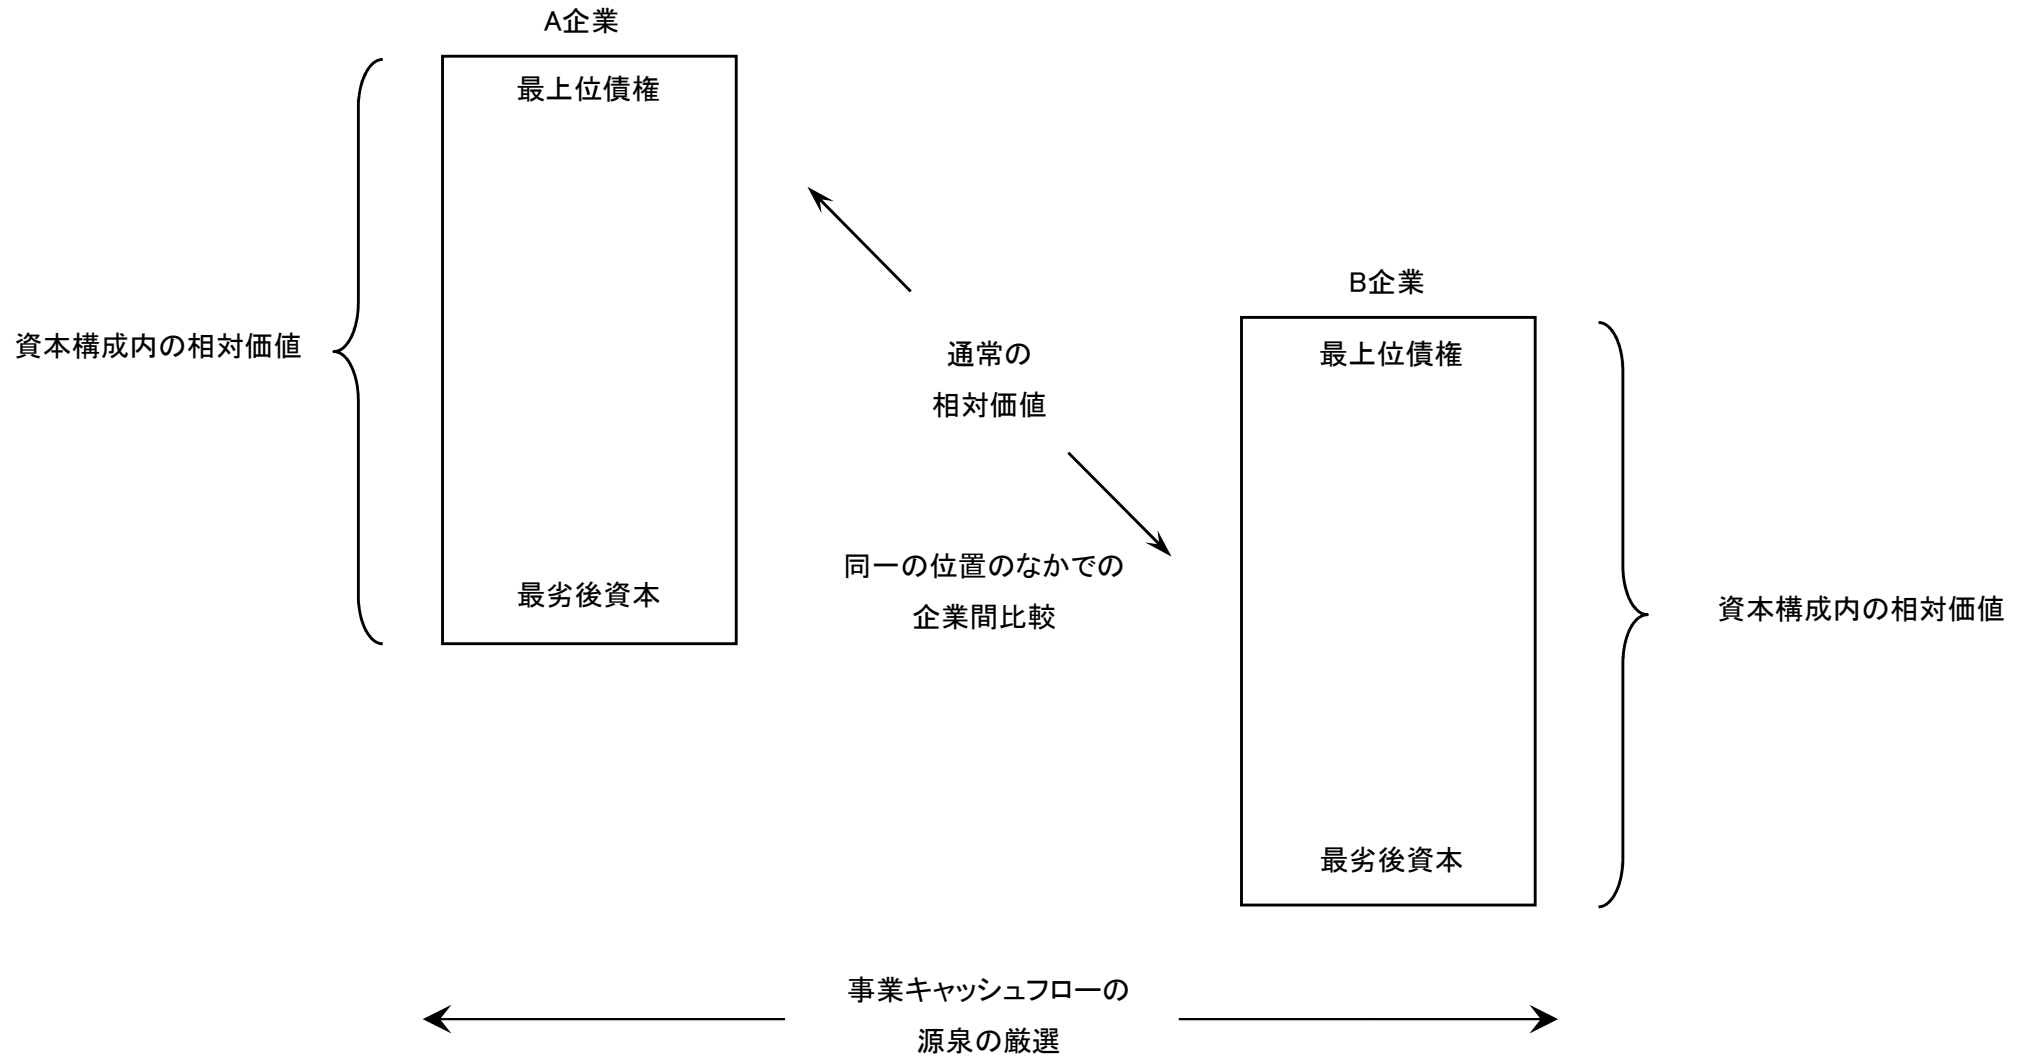 A企業
最上位債権
最劣後資本
資本構成内の相対価値
通常の
相対価値
同一の位置のなかでの
企業間比較
B企業
最上位債権
最劣後資本
資本構成内の相対価値
事業キャッシュフローの
源泉の厳選